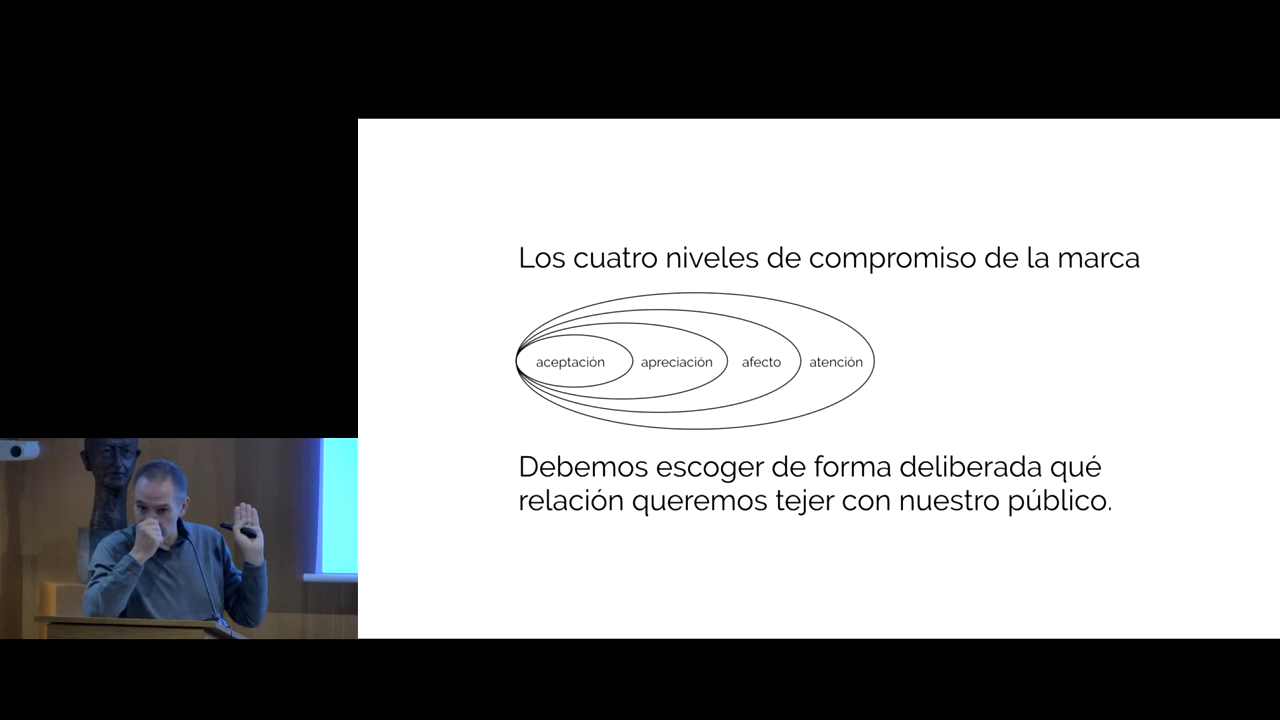 Los cuatro niveles de compromiso de la marca
aceptación apreciación afecto atención
Debemos escoger de forma deliberada qué
relación queremos tejer con nuestro público.